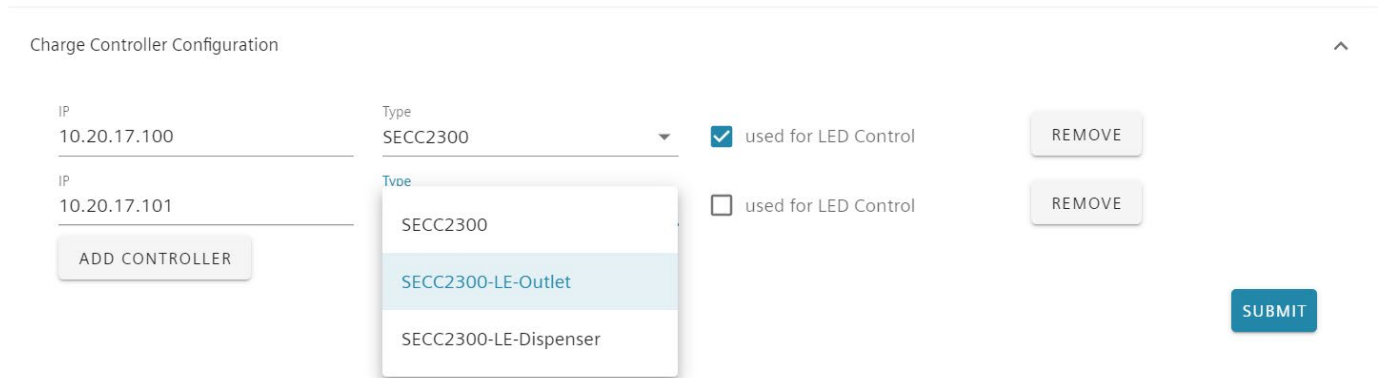 Charge Controller Configuration
IP Type
10.20.17.100 SECC2300 used for LED Control REMOVE
IP Type
10.20.17.101 used for LED Control REMOVE
SECC2300
ADD CONTROLLER
SECC2300-LE-Outlet
SUBMIT
SECC2300-LE-Dispenser